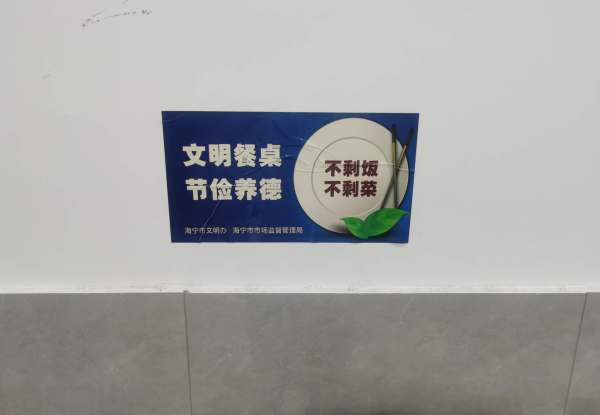 文明餐桌
节俭养德
不剩饭
不剩菜
海宁市文明办 海宁市市场监督管理局